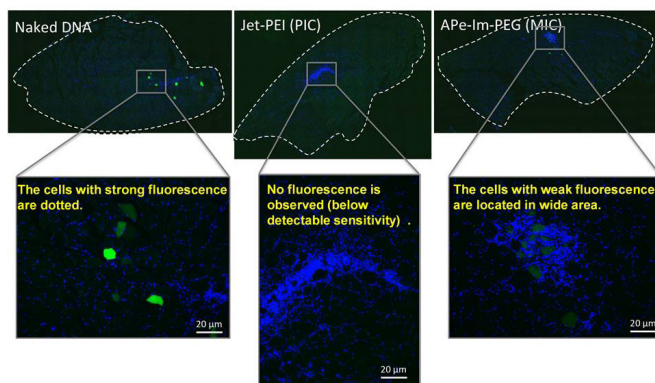 Naked DNA
Jet-PEI (PIC)
APe-Im-PEG (MIC)
The cells with strong fluorescence
are dotted.
No fluorescence is
observed (below
detectable sensitivity) .
The cells with weak fluorescence
are located in wide area.
20 μm
20 μm
20 μm